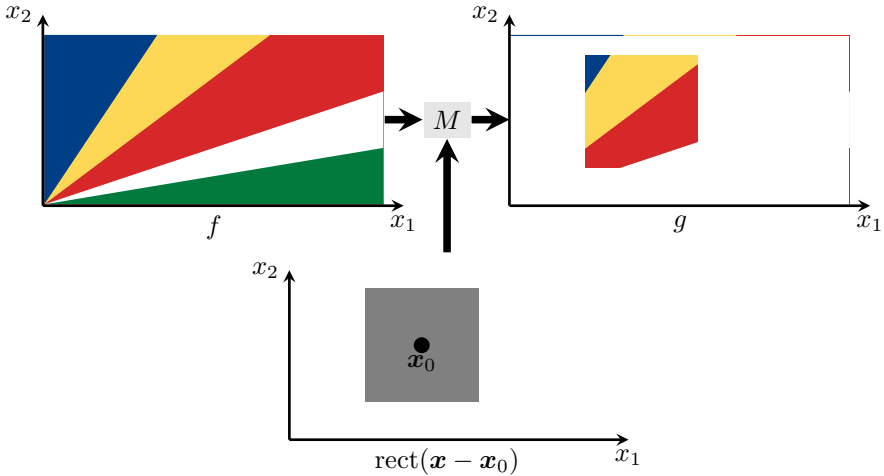 x₂
x₂
M
x₁
x₁
f
g
x₂
𝒙₀
x₁
rect(𝒙 − 𝒙₀)